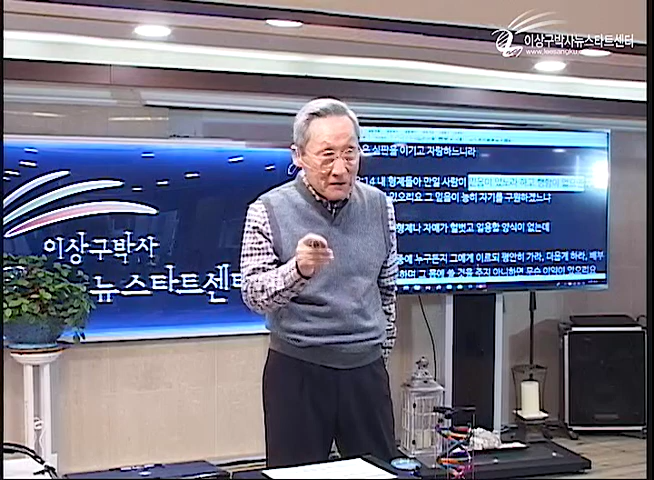 이상구박사뉴스타트센터
은 심판을 이기고 자랑하느니라
:14 내 형제들아 만일 사람이 믿음이 있노라 하고 행함이 없으면
있으리요 그 믿음이 능히 자기를 구원하겠느냐
형제나 자매가 헐벗고 일용할 양식이 없는데
중에 누구든지 그에게 이르되 평안히 가라, 더웁게 하라, 배부
하며 그 몸에 쓸 것을 주지 아니하면 무슨 이익이 있으리요
이상구박사
뉴스타트센터